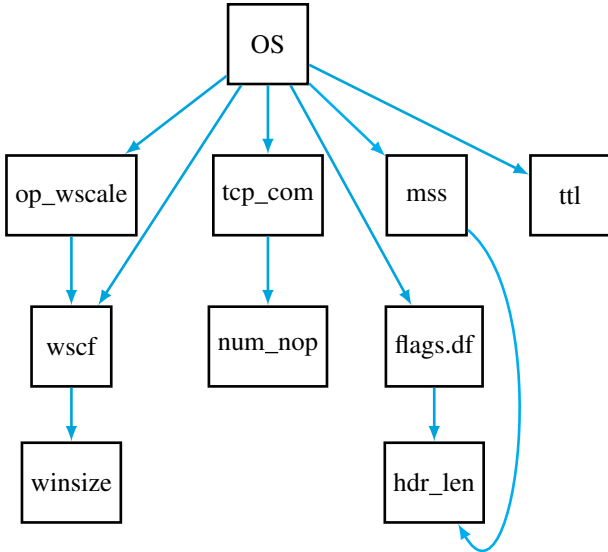 OS
op_wscale
tcp_com
mss
ttl
wscf
num_nop
flags.df
winsize
hdr_len